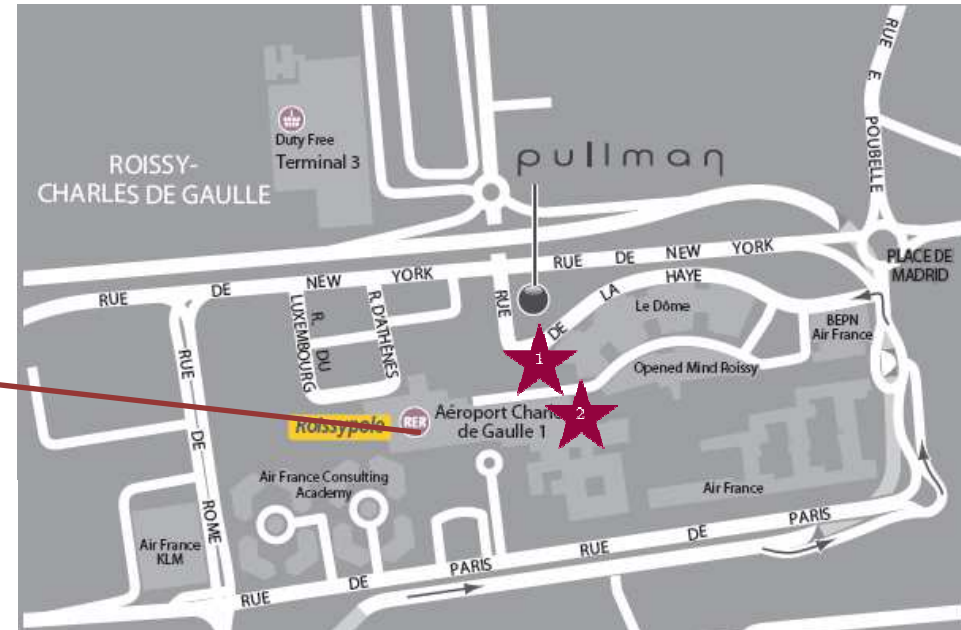 RUE E. POUBELLE
Duty Free
Terminal 3
pullman
ROISSY-
CHARLES DE GAULLE
PLACE DE
MADRID
RUE DE NEW YORK
RUE DE NEW YORK
RUE DE LA HAYE
Le Dôme
BEPN
Air France
R. DU LUXEMBOURG
R. D'ATHÈNES
RUE DE ROME
1
Opened Mind Roissy
2
Roissypole
RER
Aéroport Charl
de Gaulle 1
Air France Consulting
Academy
Air France
Air France
KLM
RUE DE PARIS
RUE DE PARIS